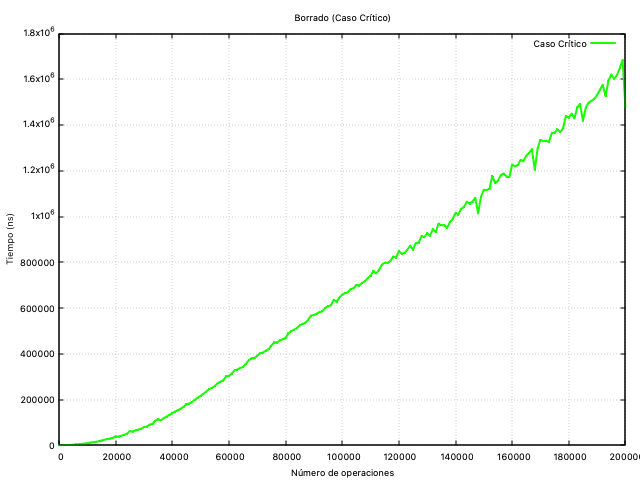 Borrado (Caso Crítico)
Caso Crítico
1.8x10^6
1.6x10^6
1.4x10^6
1.2x10^6
1x10^6
800000
600000
400000
200000
0
Tiempo (ns)
0 20000 40000 60000 80000 100000 120000 140000 160000 180000 200000
Número de operaciones